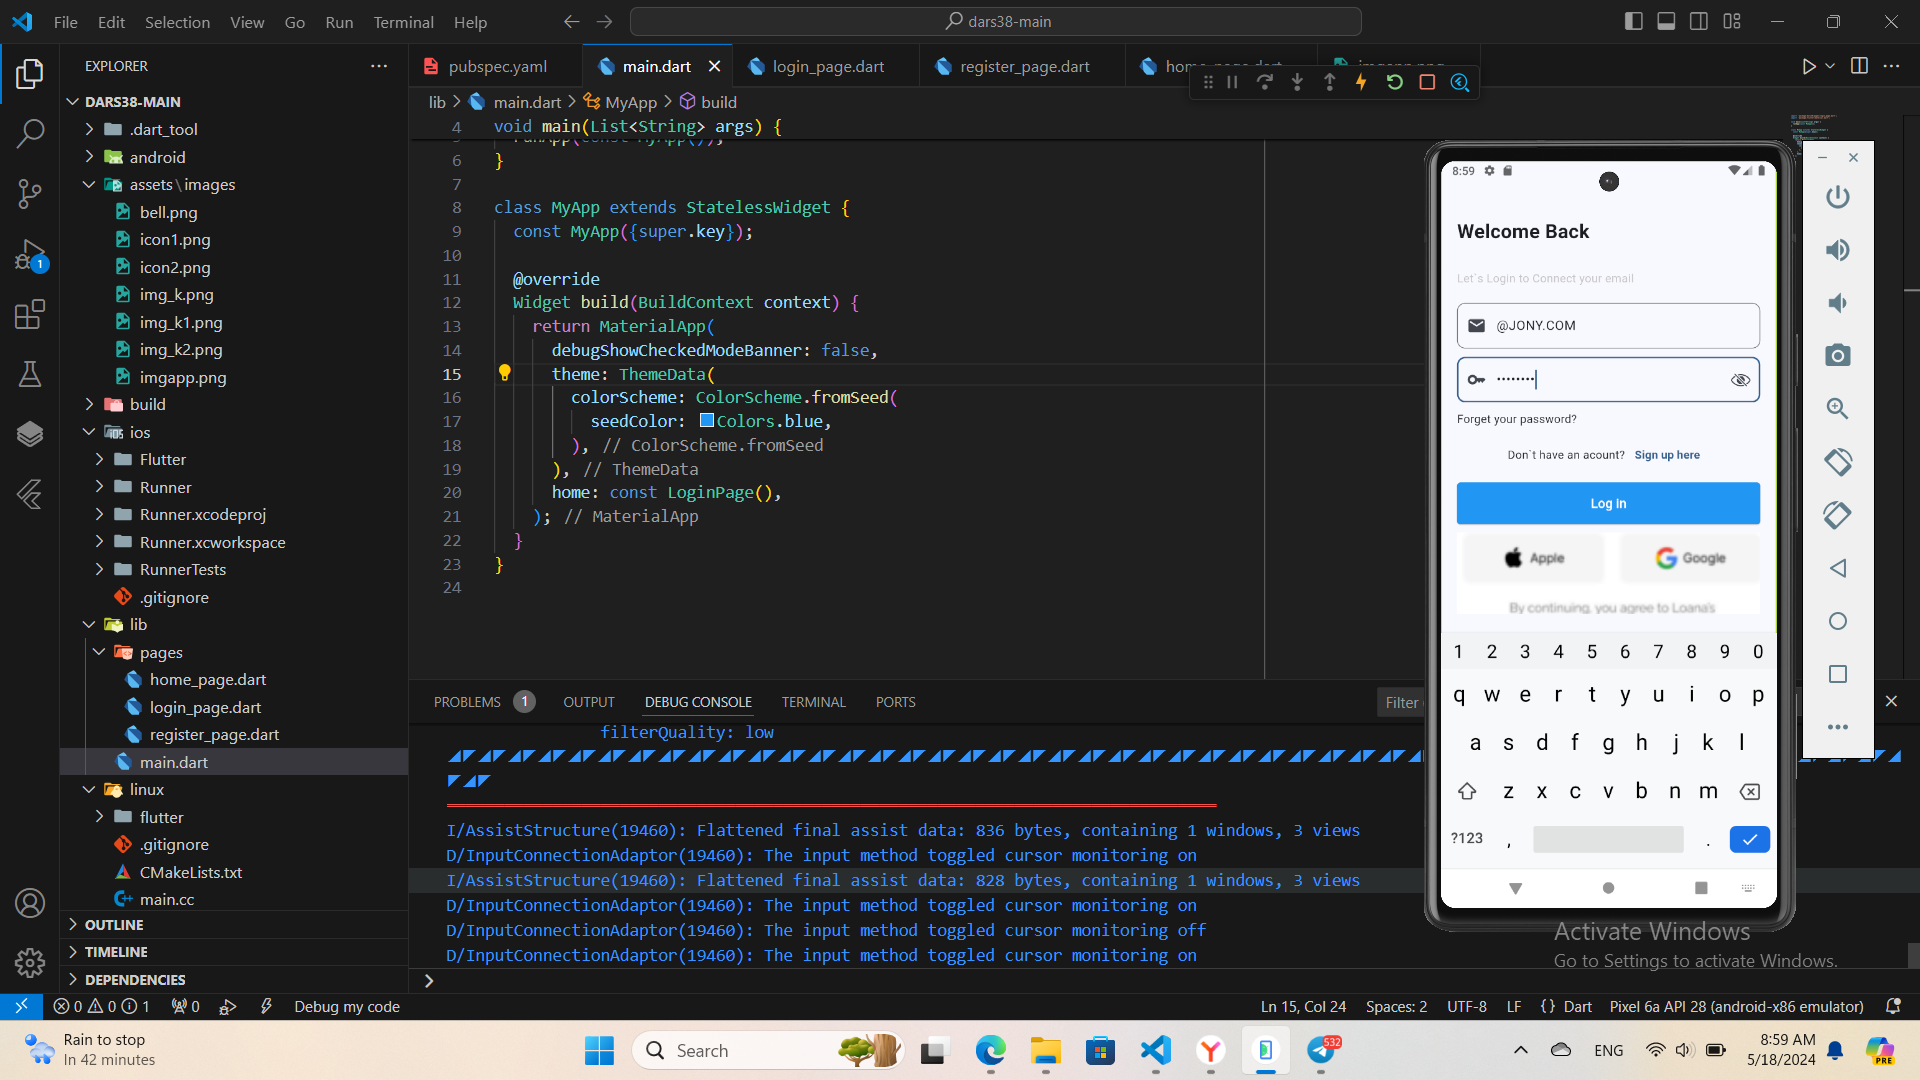 File Edit Selection View Go Run Terminal Help
dars38-main
EXPLORER
DARS38-MAIN
.dart_tool
android
assets\images
bell.png
icon1.png
icon2.png
img_k.png
img_k1.png
img_k2.png
imgapp.png
build
ios
Flutter
Runner
Runner.xcodeproj
Runner.xcworkspace
RunnerTests
.gitignore
lib
pages
home_page.dart
login_page.dart
register_page.dart
main.dart
linux
flutter
.gitignore
CMakeLists.txt
main.cc
OUTLINE
TIMELINE
DEPENDENCIES
1
pubspec.yaml
main.dart
login_page.dart
register_page.dart
lib > main.dart > MyApp > build
4 void main(List<String> args) {
6 }
7
8 class MyApp extends StatelessWidget {
9 const MyApp({super.key});
10
11 @override
12 Widget build(BuildContext context) {
13 return MaterialApp(
14 debugShowCheckedModeBanner: false,
15 theme: ThemeData(
16 colorScheme: ColorScheme.fromSeed(
17 seedColor: Colors.blue,
18 ), // ColorScheme.fromSeed
19 ), // ThemeData
20 home: const LoginPage(),
21 ); // MaterialApp
22 }
23 }
24
PROBLEMS 1 OUTPUT DEBUG CONSOLE TERMINAL PORTS
Filter
filterQuality: low
I/AssistStructure(19460): Flattened final assist data: 836 bytes, containing 1 windows, 3 views
D/InputConnectionAdaptor(19460): The input method toggled cursor monitoring on
I/AssistStructure(19460): Flattened final assist data: 828 bytes, containing 1 windows, 3 views
D/InputConnectionAdaptor(19460): The input method toggled cursor monitoring on
D/InputConnectionAdaptor(19460): The input method toggled cursor monitoring off
D/InputConnectionAdaptor(19460): The input method toggled cursor monitoring on
8:59
Welcome Back
Let`s Login to Connect your email
@JONY.COM
••••••••
Forget your password?
Don`t have an acount? Sign up here
Log in
Apple
Google
By continuing, you agree to Loana's
1 2 3 4 5 6 7 8 9 0
q w e r t y u i o p
a s d f g h j k l
z x c v b n m
?123 , .
Activate Windows
Go to Settings to activate Windows.
0 0 1 0 Debug my code
Ln 15, Col 24 Spaces: 2 UTF-8 LF {} Dart Pixel 6a API 28 (android-x86 emulator)
Rain to stop
In 42 minutes
Search
532
ENG
8:59 AM
5/18/2024
PRE